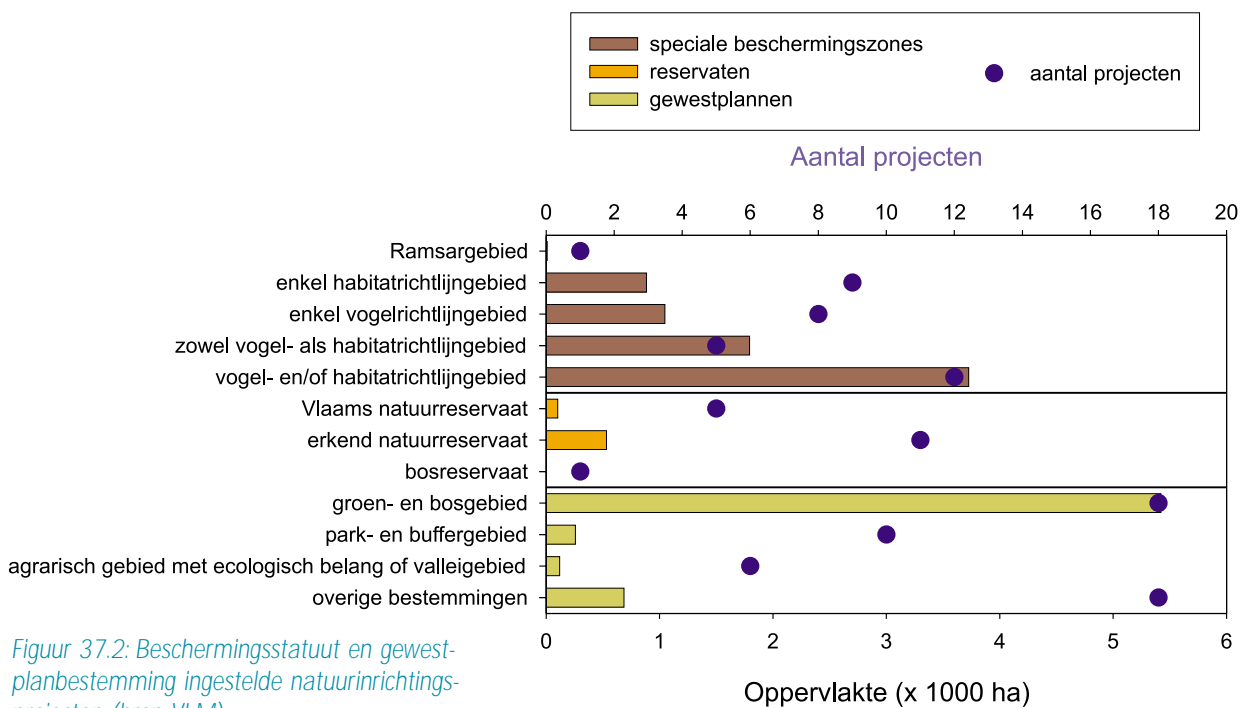 speciale beschermingszones
reservaten
gewestplannen
aantal projecten
Aantal projecten
0 2 4 6 8 10 12 14 16 18 20
Ramsargebied
enkel habitatrichtlijngebied
enkel vogelrichtlijngebied
zowel vogel- als habitatrichtlijngebied
vogel- en/of habitatrichtlijngebied
Vlaams natuurreservaat
erkend natuurreservaat
bosreservaat
groen- en bosgebied
park- en buffergebied
agrarisch gebied met ecologisch belang of valleigebied
overige bestemmingen
0 1 2 3 4 5 6
Oppervlakte (x 1000 ha)
Figuur 37.2: Beschermingsstatuut en gewest-
planbestemming ingestelde natuurinrichtings-